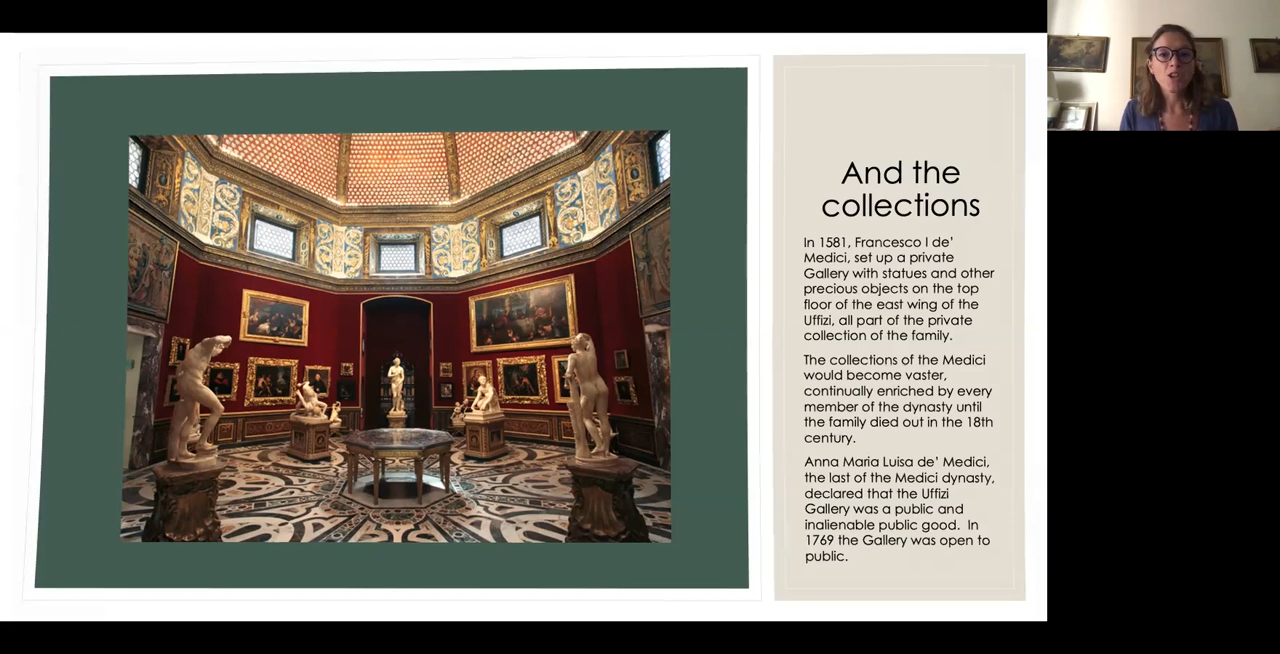 And the
collections
In 1581, Francesco I de'
Medici, set up a private
Gallery with statues and other
precious objects on the top
floor of the east wing of the
Uffizi, all part of the private
collection of the family.
The collections of the Medici
would become vaster,
continually enriched by every
member of the dynasty until
the family died out in the 18th
century.
Anna Maria Luisa de' Medici,
the last of the Medici dynasty,
declared that the Uffizi
Gallery was a public and
inalienable public good.  In
1769 the Gallery was open to
public.